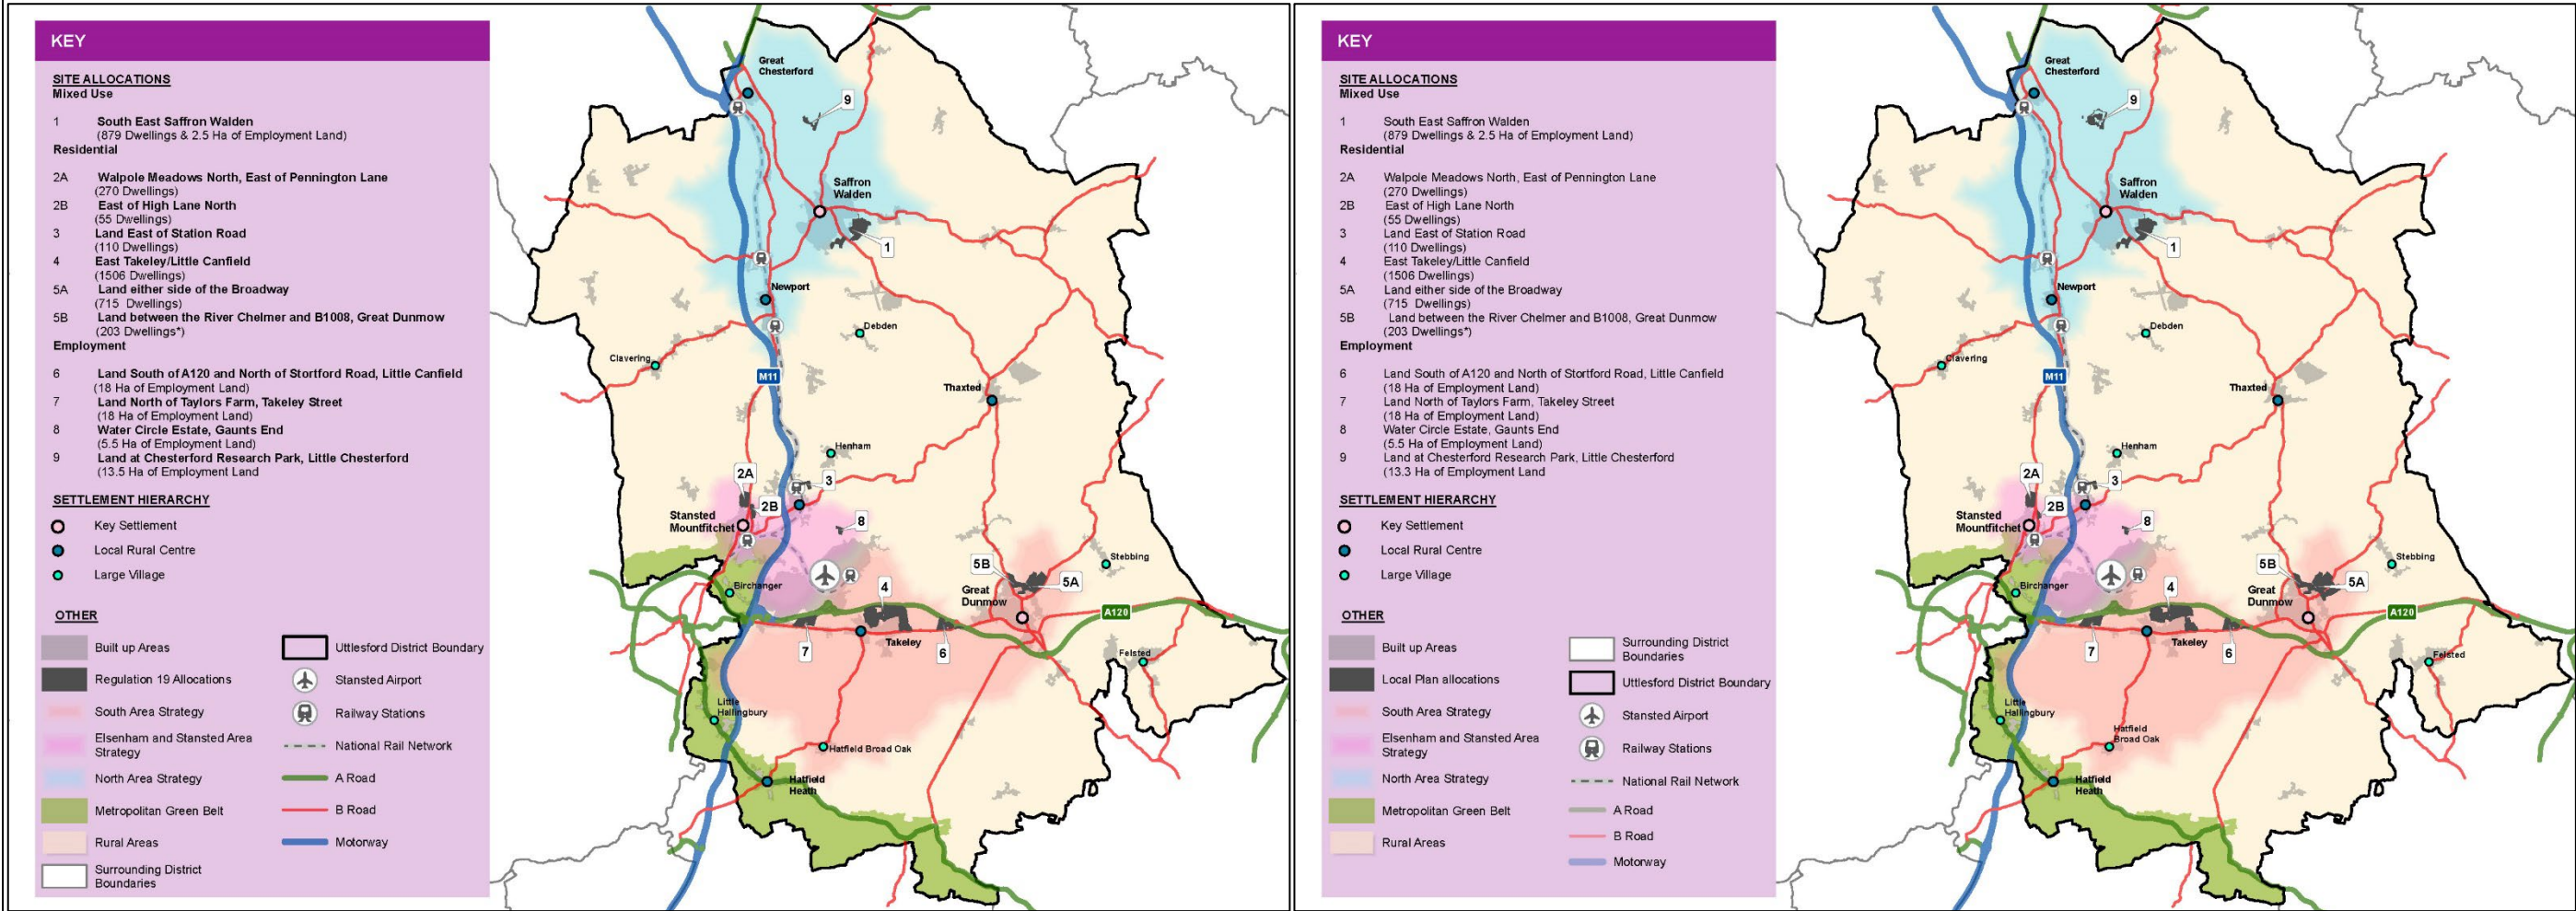 KEY
SITE ALLOCATIONS
Mixed Use
1 South East Saffron Walden
(879 Dwellings & 2.5 Ha of Employment Land)
Residential
2A Walpole Meadows North, East of Pennington Lane
(270 Dwellings)
2B East of High Lane North
(55 Dwellings)
3 Land East of Station Road
(110 Dwellings)
4 East Takeley/Little Canfield
(1506 Dwellings)
5A Land either side of the Broadway
(715 Dwellings)
5B Land between the River Chelmer and B1008, Great Dunmow
(203 Dwellings*)
Employment
6 Land South of A120 and North of Stortford Road, Little Canfield
(18 Ha of Employment Land)
7 Land North of Taylors Farm, Takeley Street
(18 Ha of Employment Land)
8 Water Circle Estate, Gaunts End
(5.5 Ha of Employment Land)
9 Land at Chesterford Research Park, Little Chesterford
(13.5 Ha of Employment Land
SETTLEMENT HIERARCHY
Key Settlement
Local Rural Centre
Large Village
OTHER
Built up Areas
Regulation 19 Allocations
South Area Strategy
Elsenham and Stansted Area
Strategy
North Area Strategy
Metropolitan Green Belt
Rural Areas
Surrounding District
Boundaries
Uttlesford District Boundary
Stansted Airport
Railway Stations
National Rail Network
A Road
B Road
Motorway
Great
Chesterford
9
Saffron
Walden
1
Newport
Debden
Clavering
M11
Thaxted
Henham
2A
3
2B
Stansted
Mountfitchet
8
Stebbing
5B
5A
Birchanger
4
Great
Dunmow
A120
Takeley
7
6
Felsted
Little
Hallingbury
Hatfield Broad Oak
Hatfield
Heath
KEY
SITE ALLOCATIONS
Mixed Use
1 South East Saffron Walden
(879 Dwellings & 2.5 Ha of Employment Land)
Residential
2A Walpole Meadows North, East of Pennington Lane
(270 Dwellings)
2B East of High Lane North
(55 Dwellings)
3 Land East of Station Road
(110 Dwellings)
4 East Takeley/Little Canfield
(1506 Dwellings)
5A Land either side of the Broadway
(715 Dwellings)
5B Land between the River Chelmer and B1008, Great Dunmow
(203 Dwellings*)
Employment
6 Land South of A120 and North of Stortford Road, Little Canfield
(18 Ha of Employment Land)
7 Land North of Taylors Farm, Takeley Street
(18 Ha of Employment Land)
8 Water Circle Estate, Gaunts End
(5.5 Ha of Employment Land)
9 Land at Chesterford Research Park, Little Chesterford
(13.3 Ha of Employment Land
SETTLEMENT HIERARCHY
Key Settlement
Local Rural Centre
Large Village
OTHER
Built up Areas
Local Plan allocations
South Area Strategy
Elsenham and Stansted Area
Strategy
North Area Strategy
Metropolitan Green Belt
Rural Areas
Surrounding District
Boundaries
Uttlesford District Boundary
Stansted Airport
Railway Stations
National Rail Network
A Road
B Road
Motorway
Great
Chesterford
9
Saffron
Walden
1
Newport
Debden
Clavering
M11
Thaxted
Henham
2A
3
2B
Stansted
Mountfitchet
8
Stebbing
5B
5A
Birchanger
4
Great
Dunmow
A120
Takeley
7
6
Felsted
Little
Hallingbury
Hatfield
Broad Oak
Hatfield
Heath